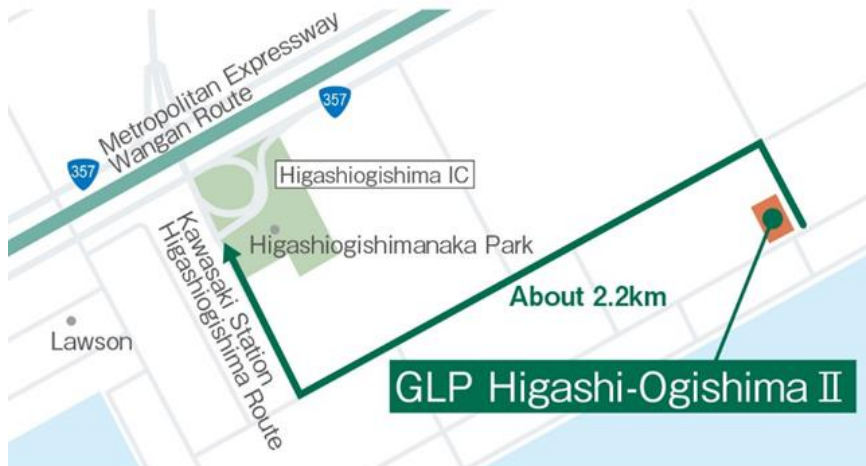 Metropolitan Expressway
Wangan Route
357
357
Higashiogishima IC
Higashiogishimanaka Park
Kawasaki Station
Higashiogishima Route
About 2.2km
Lawson
GLP Higashi-Ogishima Ⅱ